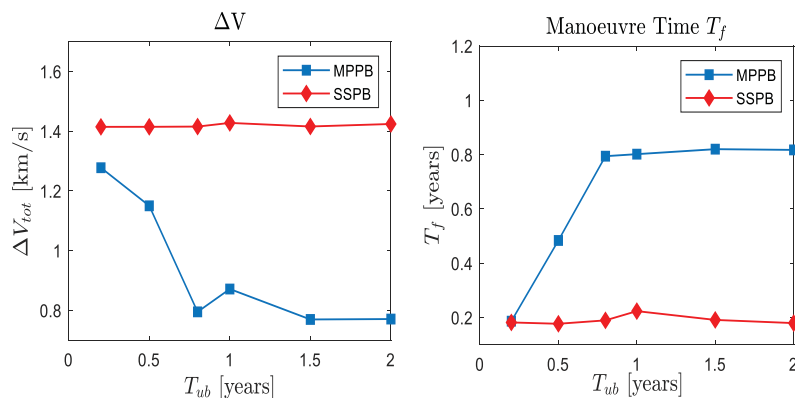 ΔV
MPPB
SSPB
ΔV_tot [km/s]
1.6
1.4
1.2
1
0.8
0
0.5
1
1.5
2
T_ub [years]
Manoeuvre Time T_f
MPPB
SSPB
T_f [years]
1.2
1
0.8
0.6
0.4
0.2
0
0.5
1
1.5
2
T_ub [years]